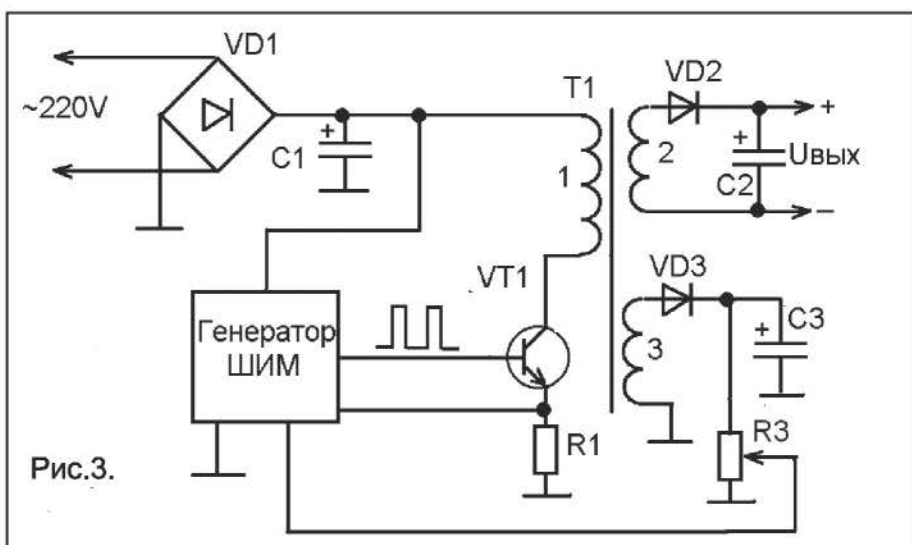 VD1
~220V
+
C1
T1
1
2
VD2
+
+
C2
Uвых
−
VT1
Генератор
ШИМ
VD3
3
+
C3
R1
R3
Рис.3.